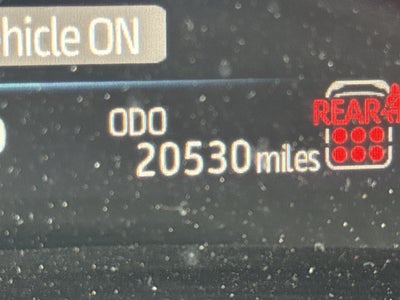 hicle ON
ODO
20530 miles
REAR